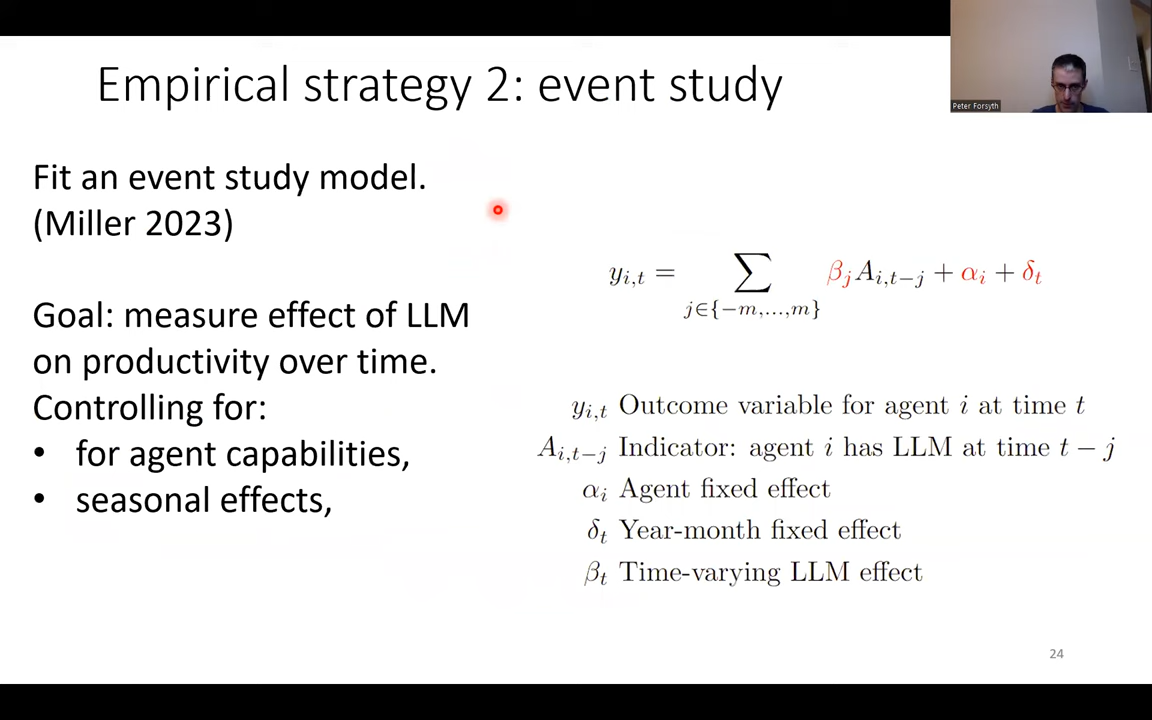 Empirical strategy 2: event study
Peter Forsyth
Fit an event study model.
(Miller 2023)
Goal: measure effect of LLM
on productivity over time.
Controlling for:
• for agent capabilities,
• seasonal effects,
y_{i,t} = ∑_{j∈{−m,...,m}} β_j A_{i,t−j} + α_i + δ_t
y_{i,t} Outcome variable for agent i at time t
A_{i,t−j} Indicator: agent i has LLM at time t − j
α_i Agent fixed effect
δ_t Year-month fixed effect
β_t Time-varying LLM effect
24